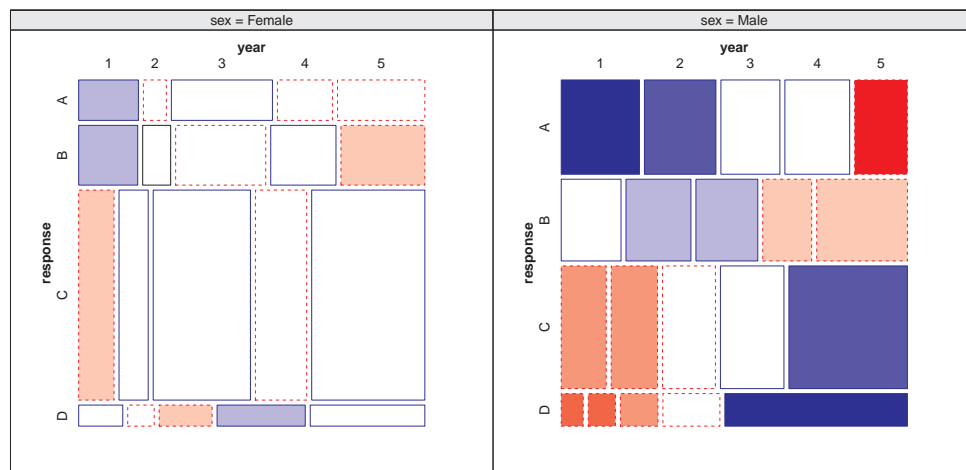 sex = Female
year
1 2 3 4 5
A
B
C
D
response
sex = Male
year
1 2 3 4 5
A
B
C
D
response